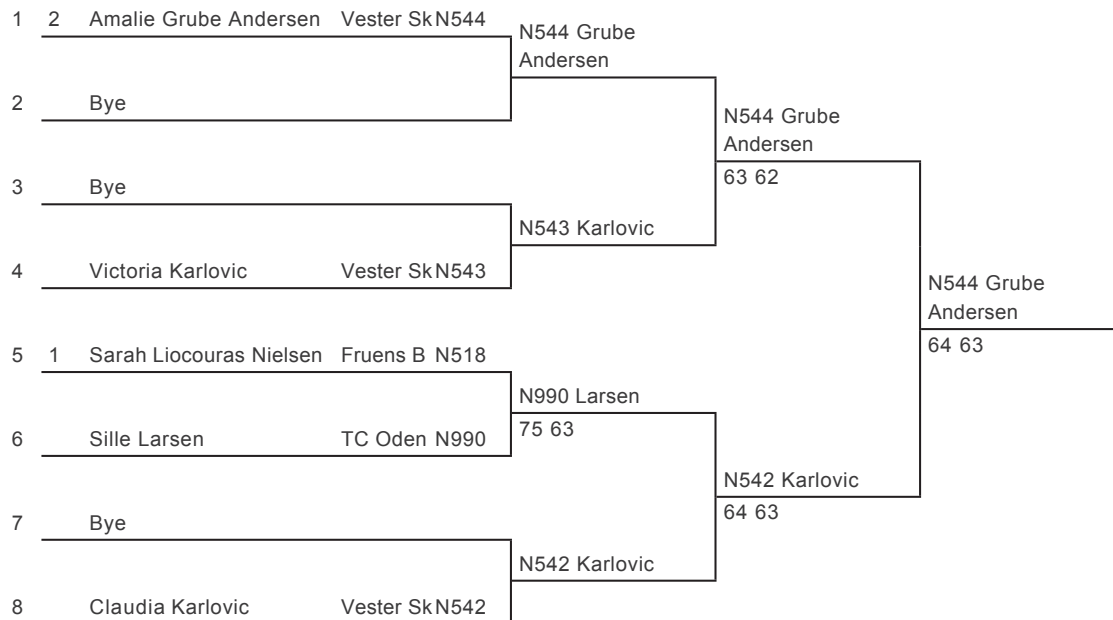 1 2 Amalie Grube Andersen Vester SkN544
N544 Grube
Andersen
2 Bye
N544 Grube
Andersen
63 62
3 Bye
N543 Karlovic
4 Victoria Karlovic Vester SkN543
N544 Grube
Andersen
64 63
5 1 Sarah Liocouras Nielsen Fruens B N518
N990 Larsen
75 63
6 Sille Larsen TC Oden N990
N542 Karlovic
64 63
7 Bye
N542 Karlovic
8 Claudia Karlovic Vester SkN542